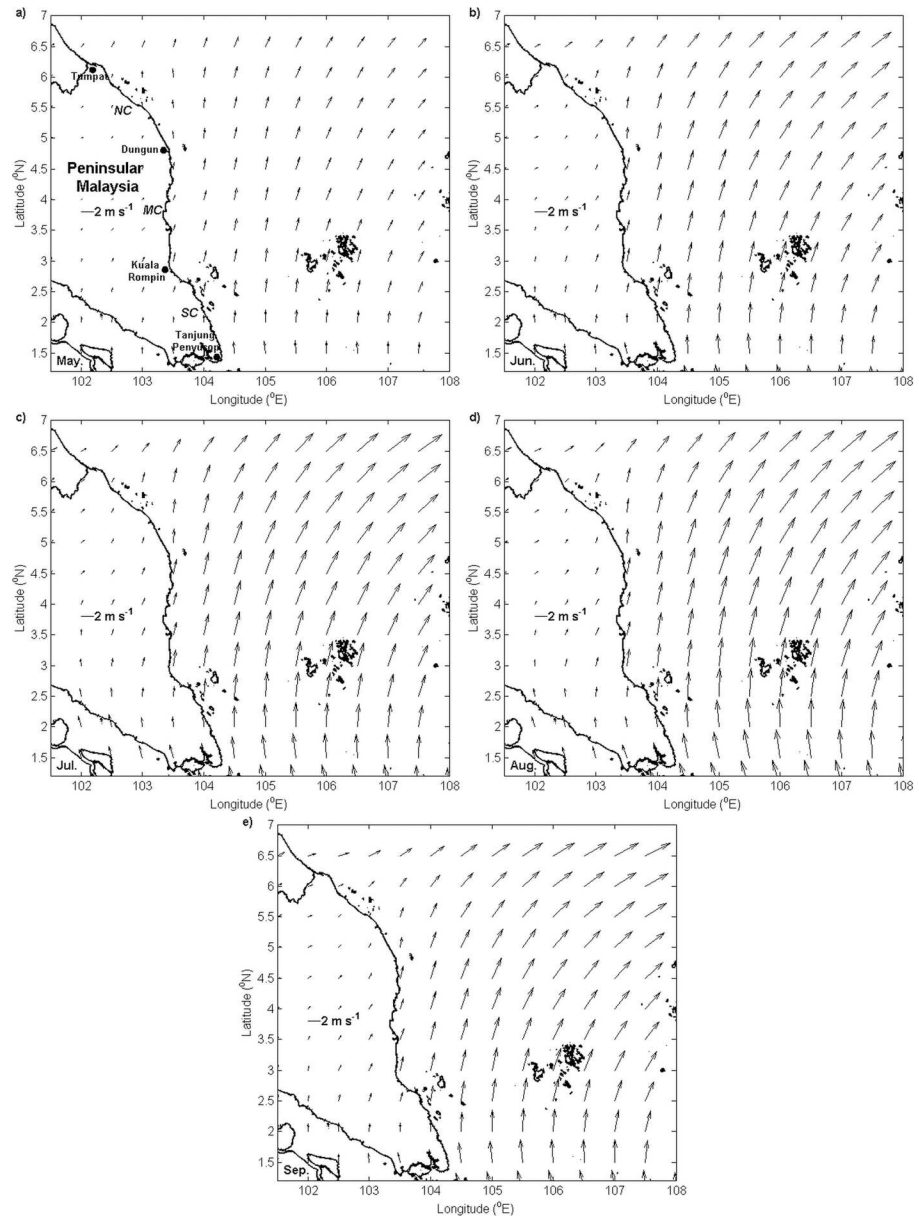 a)
7
6.5
6
5.5
5
4.5
4
3.5
3
2.5
2
1.5
Latitude (°N)
Tumpat
NC
Dungun
Peninsular
Malaysia
2 m s-1
MC
Kuala
Rompin
SC
Tanjung
Penyusop
May.
102 103 104 105 106 107 108
Longitude (°E)
b)
7
6.5
6
5.5
5
4.5
4
3.5
3
2.5
2
1.5
Latitude (°N)
2 m s-1
Jun.
102 103 104 105 106 107 108
Longitude (°E)
c)
7
6.5
6
5.5
5
4.5
4
3.5
3
2.5
2
1.5
Latitude (°N)
2 m s-1
Jul.
102 103 104 105 106 107 108
Longitude (°E)
d)
7
6.5
6
5.5
5
4.5
4
3.5
3
2.5
2
1.5
Latitude (°N)
2 m s-1
Aug.
102 103 104 105 106 107 108
Longitude (°E)
e)
7
6.5
6
5.5
5
4.5
4
3.5
3
2.5
2
1.5
Latitude (°N)
2 m s-1
Sep.
102 103 104 105 106 107 108
Longitude (°E)